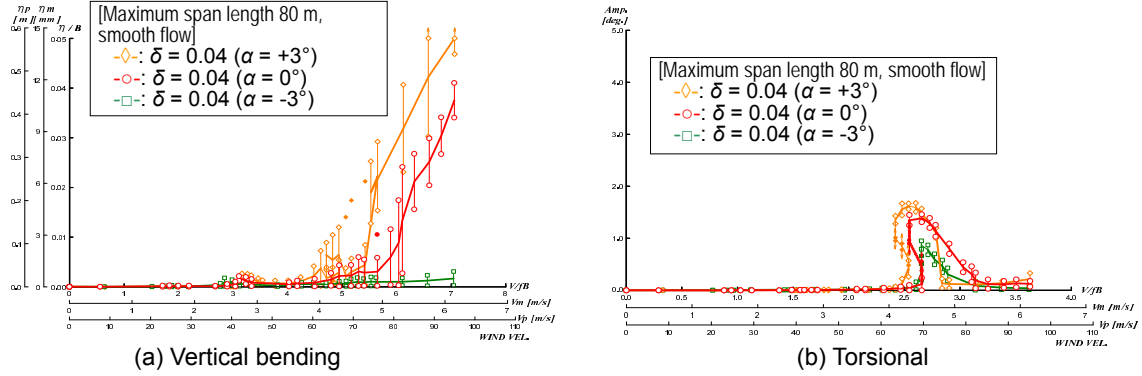 ηp ηm
[m] [mm] η/B
[Maximum span length 80 m,
smooth flow]
: δ = 0.04 (α = +3°)
: δ = 0.04 (α = 0°)
: δ = 0.04 (α = -3°)
0.6 15 0.05
0.5 12 0.04
0.4 9 0.03
0.3
0.2 6 0.02
0.1 3 0.01
0.0 0 0.00
0 1 2 3 4 5 6 7 8
V/fB
0 1 2 3 4 5 6 7
Vm [m/s]
0 10 20 30 40 50 60 70 80 90 100 110
Vp [m/s]
WIND VEL.
(a) Vertical bending
Amp.
[deg.]
5.0
[Maximum span length 80 m, smooth flow]
: δ = 0.04 (α = +3°)
: δ = 0.04 (α = 0°)
: δ = 0.04 (α = -3°)
4.0
3.0
2.0
1.0
0.0
0.0 0.5 1.0 1.5 2.0 2.5 3.0 3.5 4.0
V/fB
0 1 2 3 4 5 6 7
Vm [m/s]
0 10 20 30 40 50 60 70 80 90 100 110
Vp [m/s]
WIND VEL.
(b) Torsional